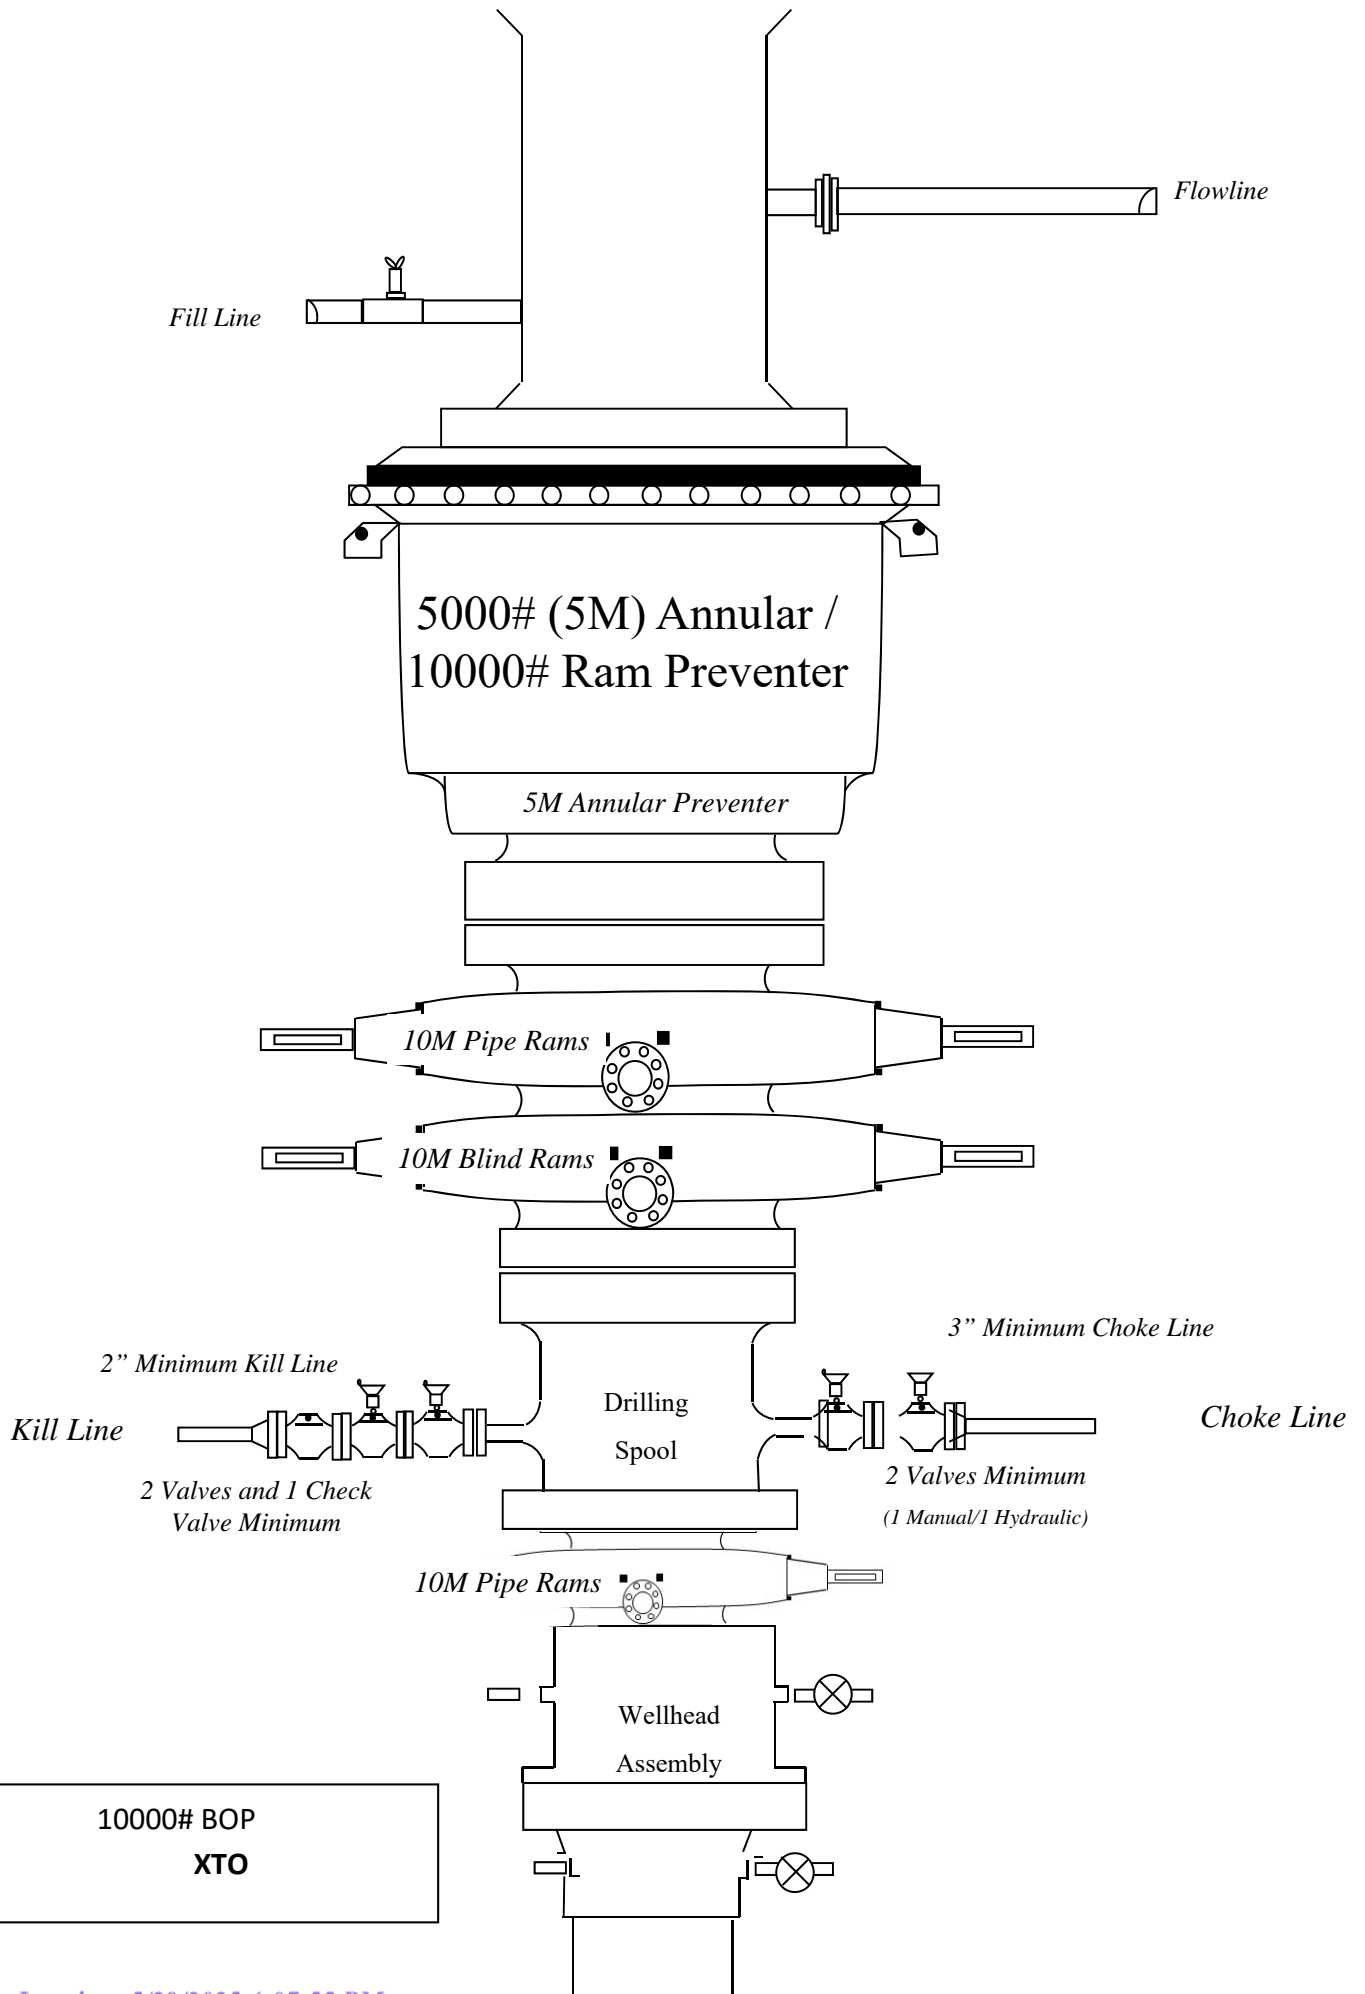 Flowline
Fill Line
5000# (5M) Annular /
10000# Ram Preventer
5M Annular Preventer
10M Pipe Rams
10M Blind Rams
3” Minimum Choke Line
2” Minimum Kill Line
Drilling
Spool
Kill Line
Choke Line
2 Valves and 1 Check
Valve Minimum
2 Valves Minimum
(1 Manual/1 Hydraulic)
10M Pipe Rams
Wellhead
Assembly
10000# BOP
XTO